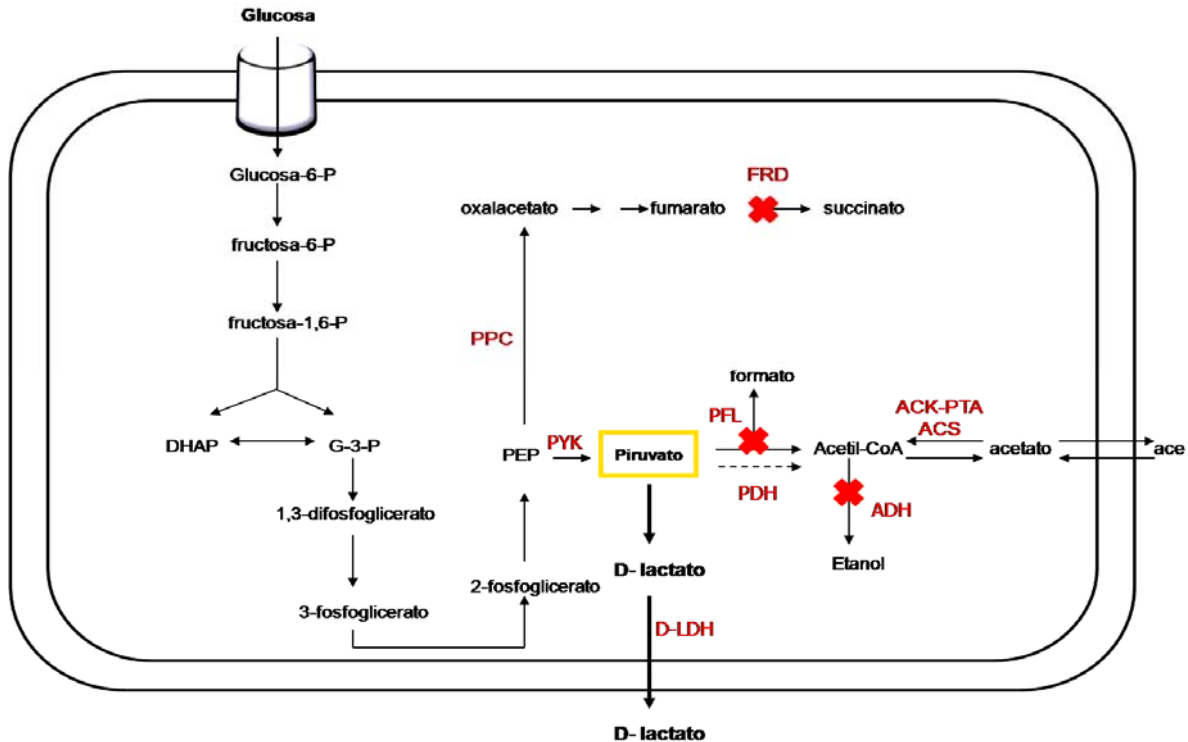 Glucosa
Glucosa-6-P
fructosa-6-P
fructosa-1,6-P
DHAP
G-3-P
1,3-difosfoglicerato
3-fosfoglicerato
2-fosfoglicerato
PEP
PPC
oxalacetato
fumarato
FRD
succinato
PYK
Piruvato
formato
PFL
PDH
Acetil-CoA
ACK-PTA
ACS
acetato
ace
ADH
Etanol
D- lactato
D-LDH
D- lactato